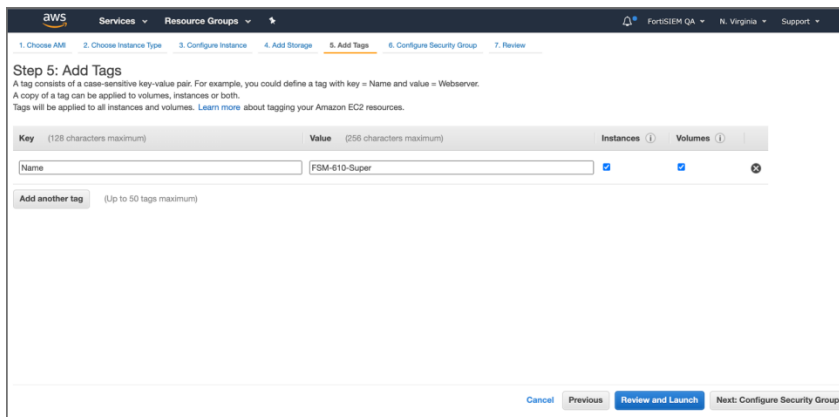 aws Services Resource Groups FortiSIEM QA N. Virginia Support
1. Choose AMI 2. Choose Instance Type 3. Configure Instance 4. Add Storage 5. Add Tags 6. Configure Security Group 7. Review
Step 5: Add Tags
A tag consists of a case-sensitive key-value pair. For example, you could define a tag with key = Name and value = Webserver.
A copy of a tag can be applied to volumes, instances or both.
Tags will be applied to all instances and volumes. Learn more about tagging your Amazon EC2 resources.
Key (128 characters maximum) Value (256 characters maximum) Instances Volumes
Name FSM-610-Super
Add another tag (Up to 50 tags maximum)
Cancel Previous Review and Launch Next: Configure Security Group